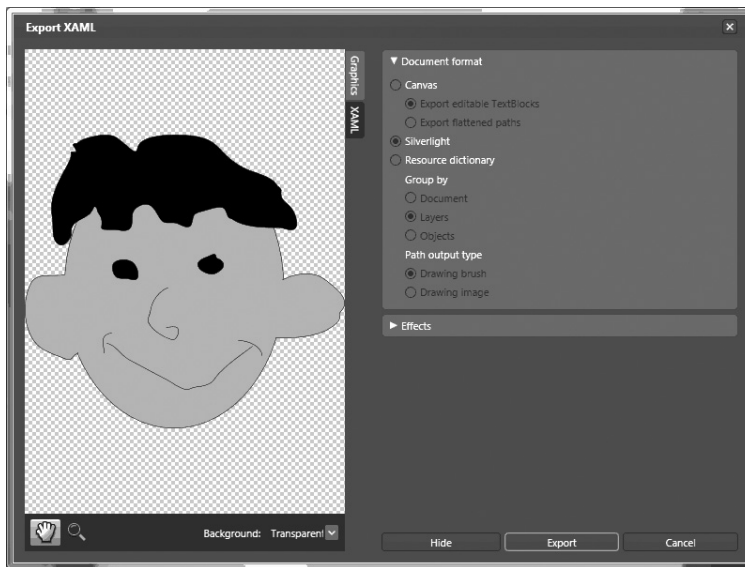 Export XAML
Graphics
XAML
Document format
Canvas
Export editable TextBlocks
Export flattened paths
Silverlight
Resource dictionary
Group by
Document
Layers
Objects
Path output type
Drawing brush
Drawing image
Effects
Background: Transparent
Hide Export Cancel